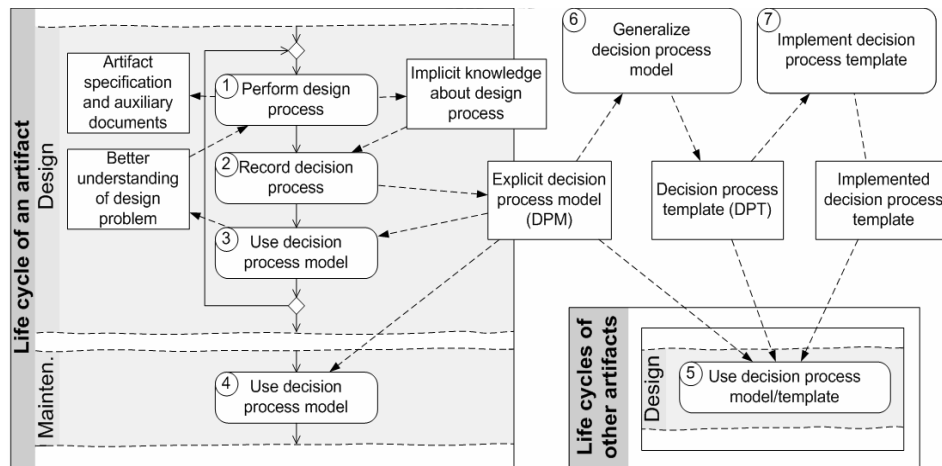 Life cycle of an artifact
Design
Artifact
specification
and auxiliary
documents
1
Perform design
process
Implicit knowledge
about design
process
Better
understanding
of design
problem
2
Record decision
process
3
Use decision
process model
Mainten.
4
Use decision
process model
6
Generalize
decision process
model
7
Implement decision
process template
Explicit decision
process model
(DPM)
Decision process
template (DPT)
Implemented
decision process
template
Life cycles of
other artifacts
Design
5
Use decision process
model/template